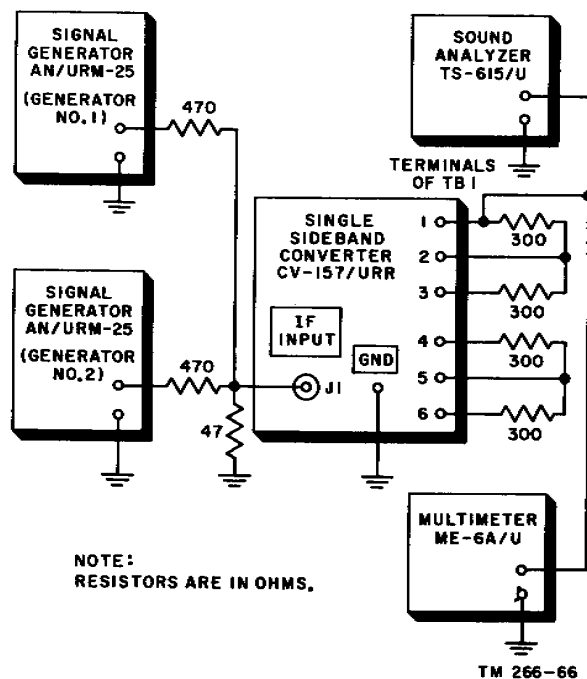 SIGNAL
GENERATOR
AN/URM-25
(GENERATOR
NO.1)
470
SOUND
ANALYZER
TS-615/U
TERMINALS
OF TB1
SINGLE
SIDEBAND
CONVERTER
CV-157/URR
1
300
2
3
300
4
300
5
6
300
IF
INPUT
GND
J1
SIGNAL
GENERATOR
AN/URM-25
(GENERATOR
NO.2)
470
47
MULTIMETER
ME-6A/U
NOTE:
RESISTORS ARE IN OHMS.
TM 266-66